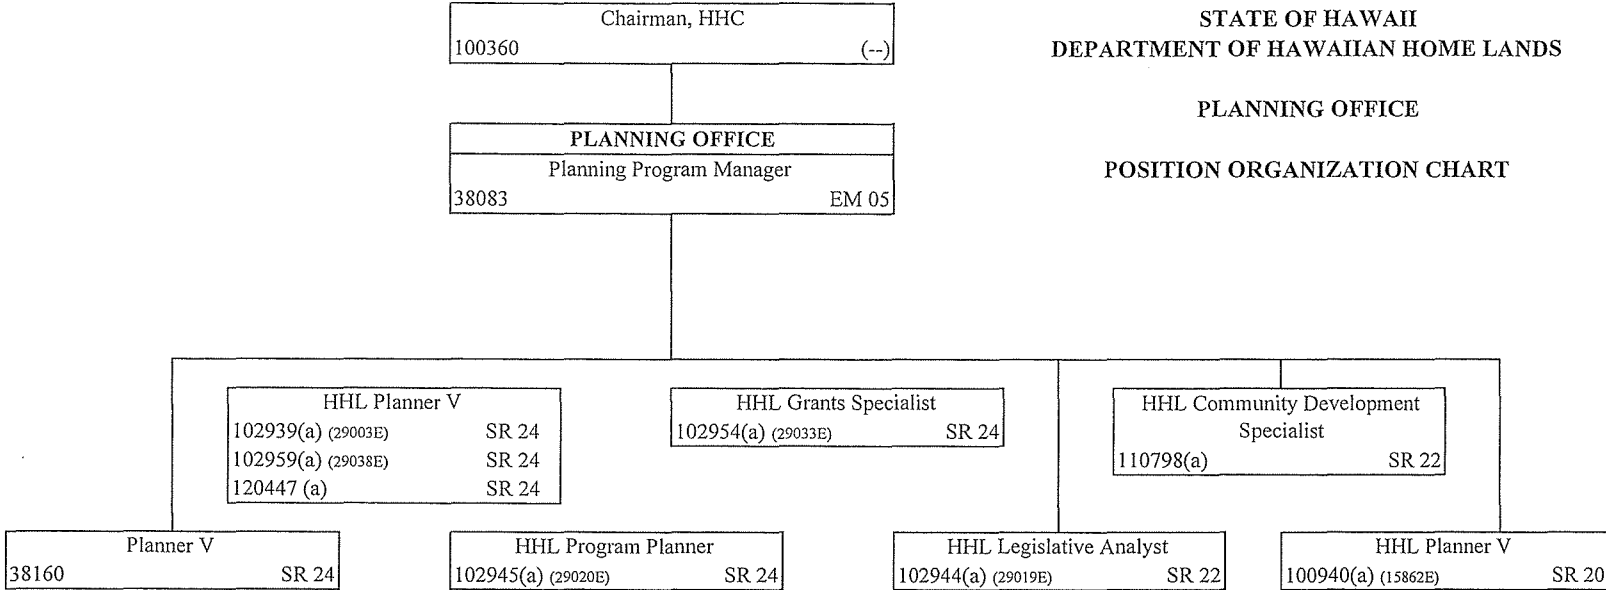 Chairman, HHC
100360 (--)
STATE OF HAWAII
DEPARTMENT OF HAWAIIAN HOME LANDS
PLANNING OFFICE
POSITION ORGANIZATION CHART
PLANNING OFFICE
Planning Program Manager
38083 EM 05
HHL Planner V
102939(a) (29003E) SR 24
102959(a) (29038E) SR 24
120447 (a) SR 24
HHL Grants Specialist
102954(a) (29033E) SR 24
HHL Community Development
Specialist
110798(a) SR 22
Planner V
38160 SR 24
HHL Program Planner
102945(a) (29020E) SR 24
HHL Legislative Analyst
102944(a) (29019E) SR 22
HHL Planner V
100940(a) (15862E) SR 20